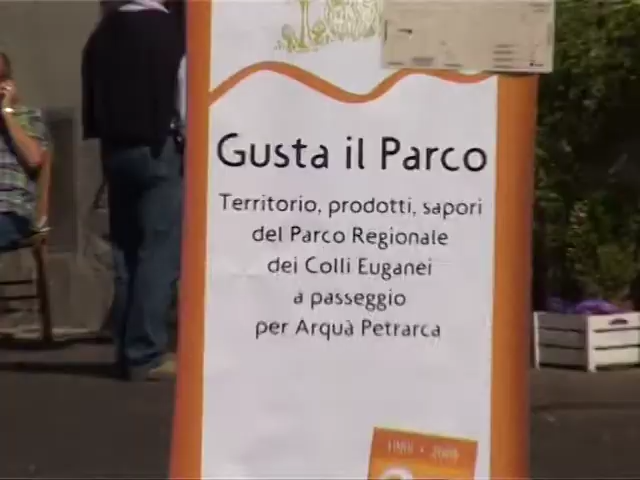 Gusta il Parco
Territorio, prodotti, sapori
del Parco Regionale
dei Colli Euganei
a passeggio
per Arquà Petrarca